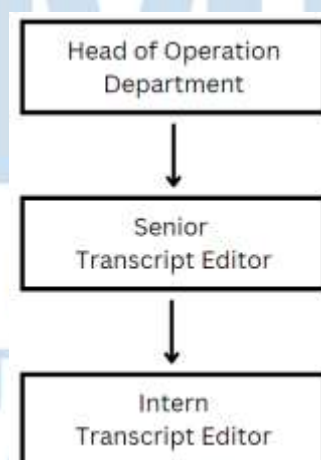 Head of Operation
Department
Senior
Transcript Editor
Intern
Transcript Editor